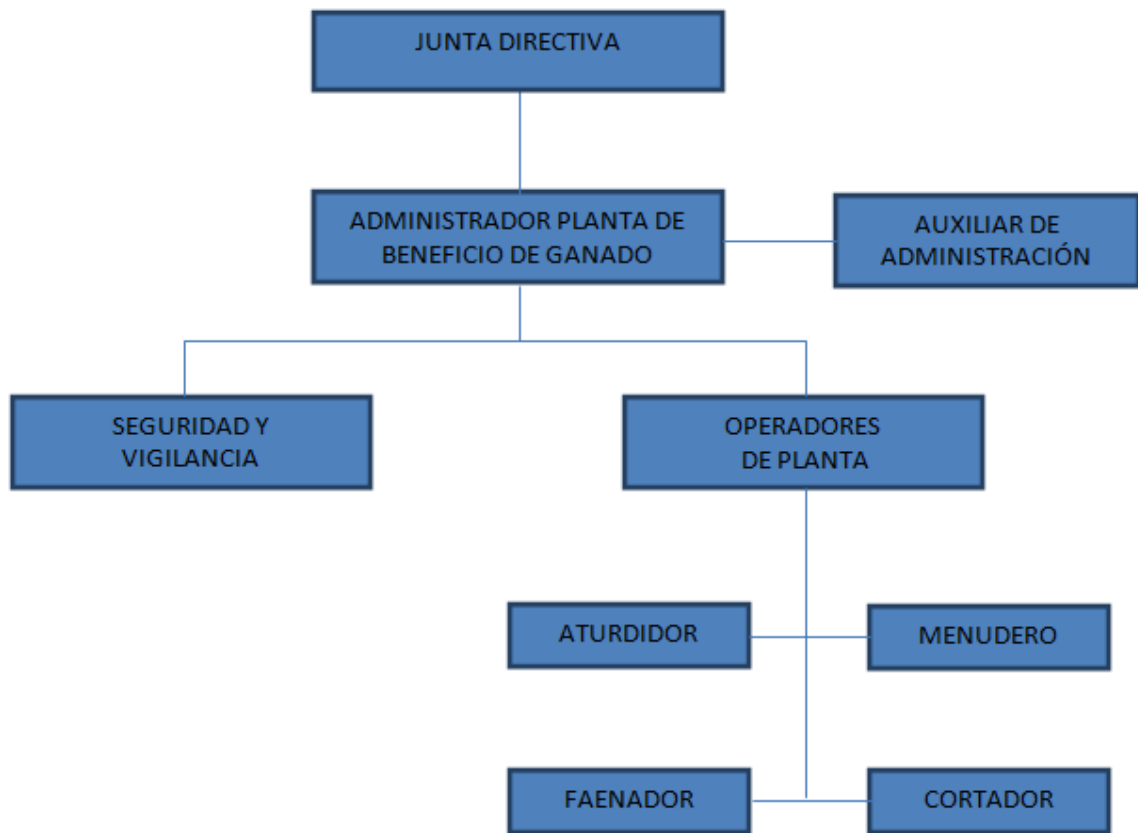 JUNTA DIRECTIVA
ADMINISTRADOR PLANTA DE
BENEFICIO DE GANADO
AUXILIAR DE
ADMINISTRACIÓN
SEGURIDAD Y
VIGILANCIA
OPERADORES
DE PLANTA
ATURDIDOR
MENUDERO
FAENADOR
CORTADOR